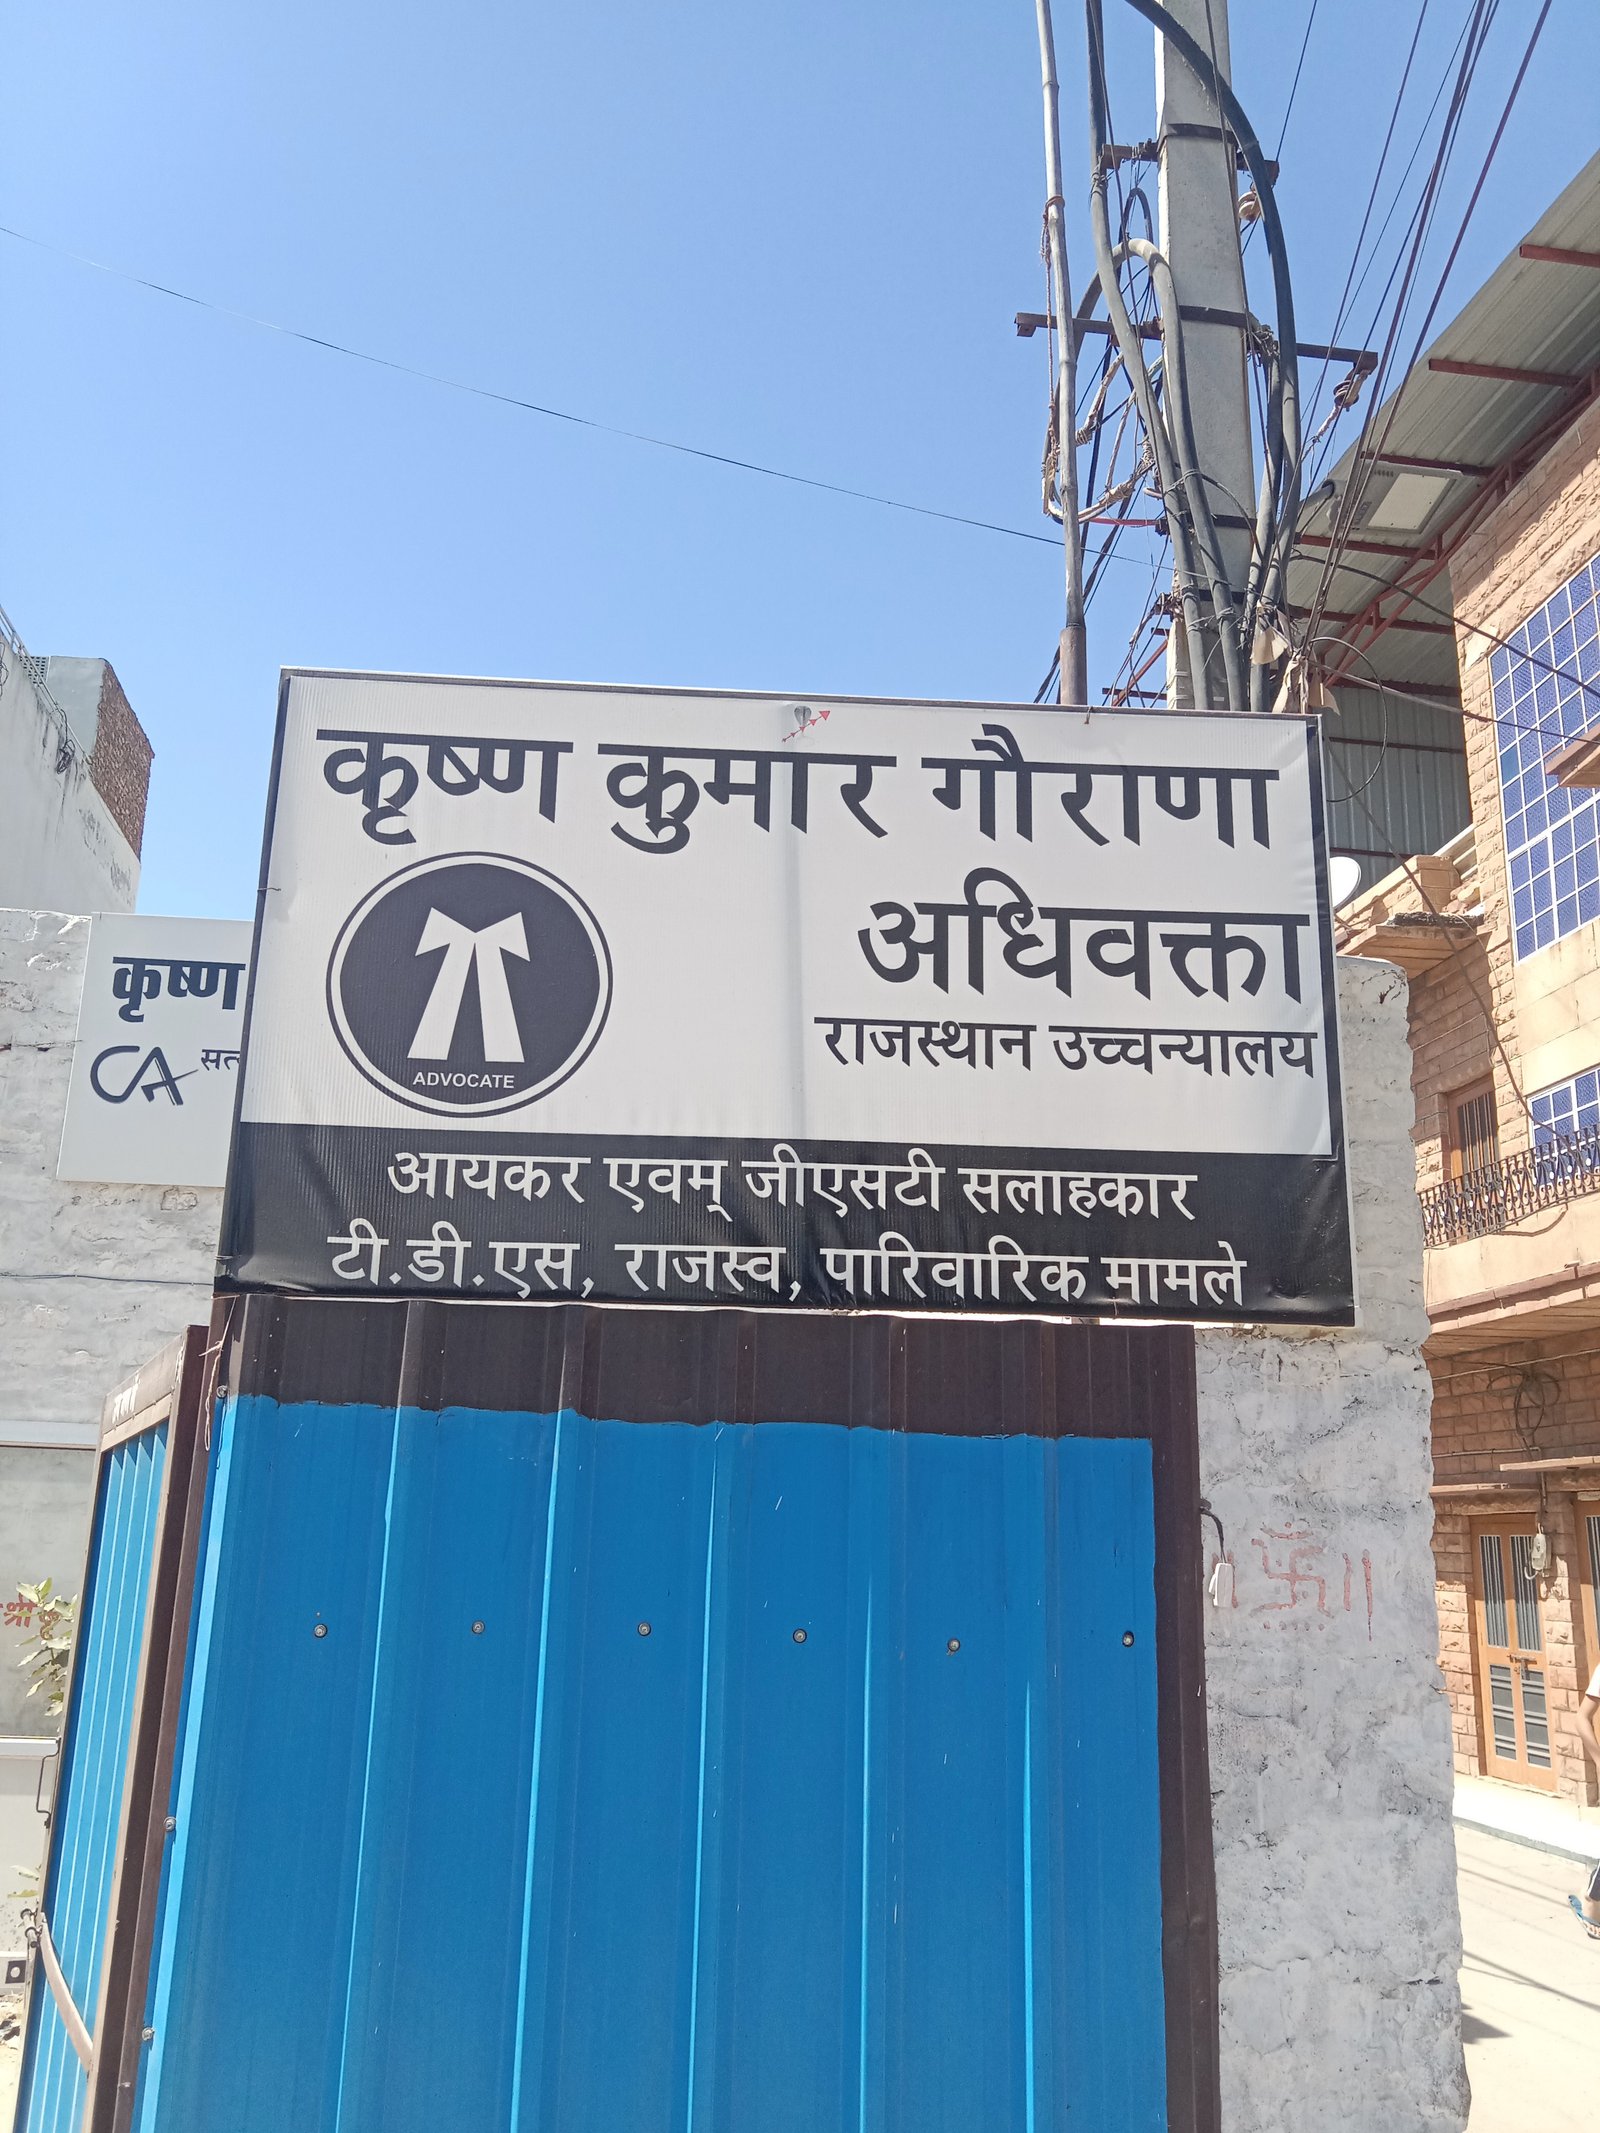 कृष्ण कुमार गौराणा
अधिवक्ता
राजस्थान उच्चन्यालय
ADVOCATE
आयकर एवम् जीएसटी सलाहकार
टी.डी.एस, राजस्व, पारिवारिक मामले
कृष्ण
CA